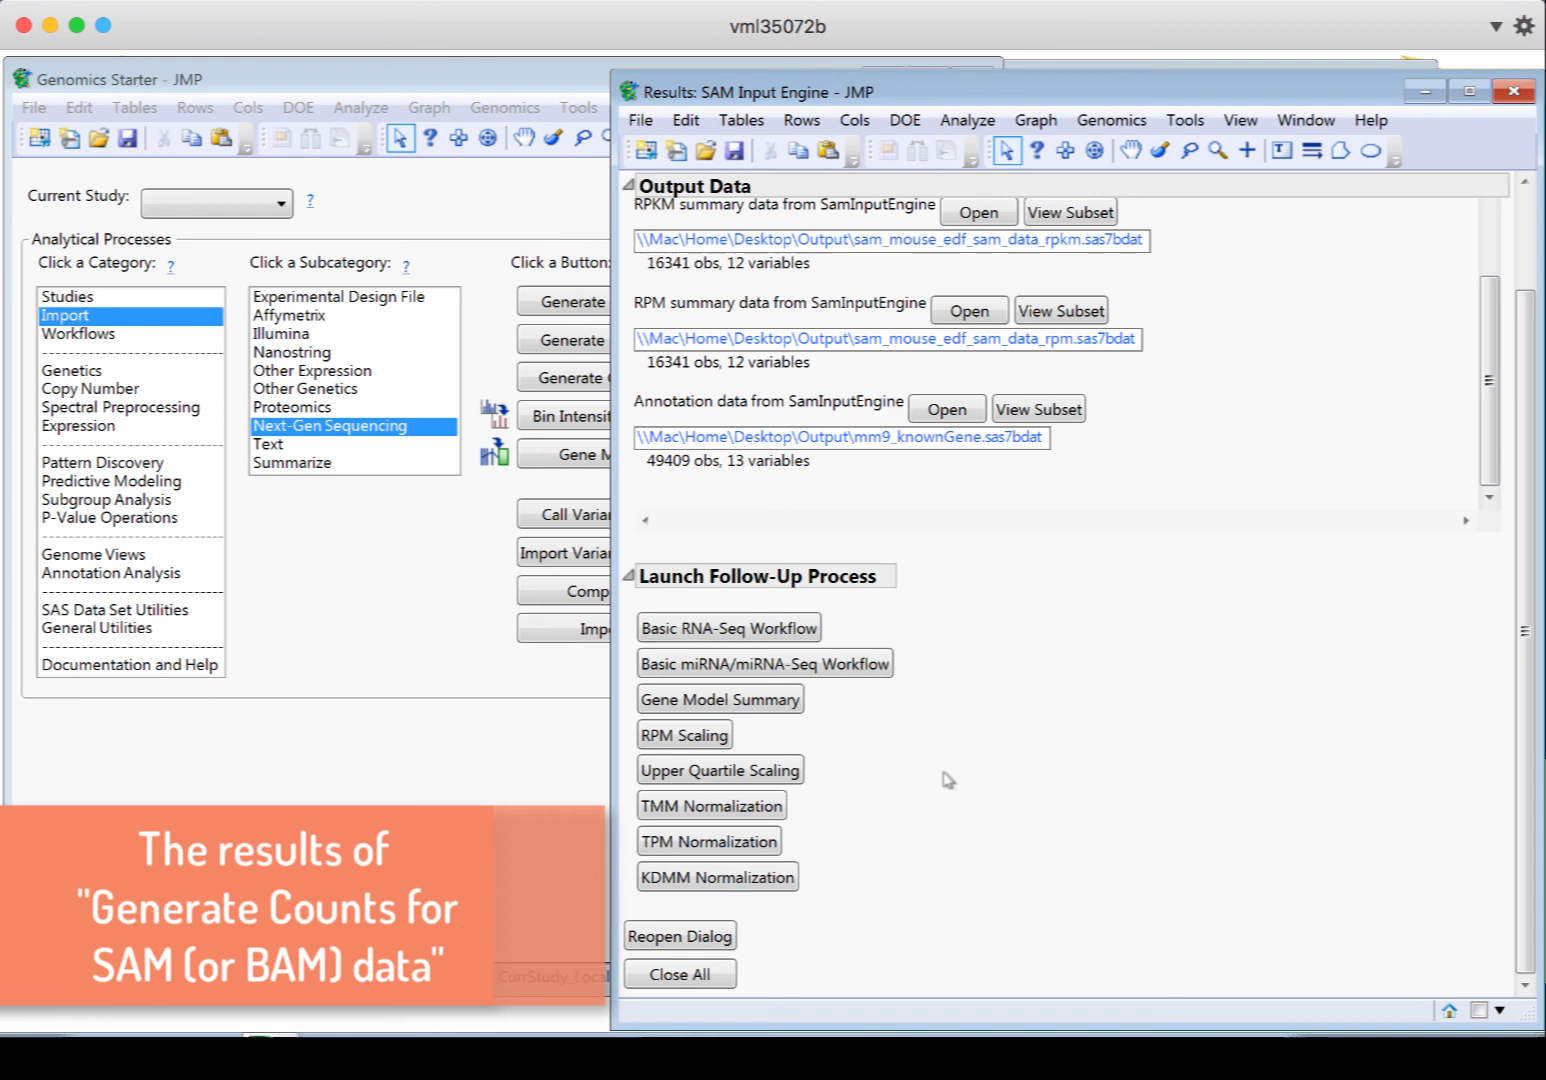 vml35072b
Genomics Starter - JMP
File Edit Tables Rows Cols DOE Analyze Graph Genomics Tools
Current Study: ?
Analytical Processes
Click a Category: ?
Studies
Import
Workflows
Genetics
Copy Number
Spectral Preprocessing
Expression
Pattern Discovery
Predictive Modeling
Subgroup Analysis
P-Value Operations
Genome Views
Annotation Analysis
SAS Data Set Utilities
General Utilities
Documentation and Help
Click a Subcategory: ?
Experimental Design File
Affymetrix
Illumina
Nanostring
Other Expression
Other Genetics
Proteomics
Next-Gen Sequencing
Text
Summarize
Click a Button:
Generate
Generate
Generate
Bin Intensit
Gene M
Call Varia
Import Varia
Comp
Imp
Results: SAM Input Engine - JMP
File Edit Tables Rows Cols DOE Analyze Graph Genomics Tools View Window Help
Output Data
RPKM summary data from SamInputEngine Open View Subset
\\Mac\Home\Desktop\Output\sam_mouse_edf_sam_data_rpkm.sas7bdat
16341 obs, 12 variables
RPM summary data from SamInputEngine Open View Subset
\\Mac\Home\Desktop\Output\sam_mouse_edf_sam_data_rpm.sas7bdat
16341 obs, 12 variables
Annotation data from SamInputEngine Open View Subset
\\Mac\Home\Desktop\Output\mm9_knownGene.sas7bdat
49409 obs, 13 variables
Launch Follow-Up Process
Basic RNA-Seq Workflow
Basic miRNA/miRNA-Seq Workflow
Gene Model Summary
RPM Scaling
Upper Quartile Scaling
TMM Normalization
TPM Normalization
KDMM Normalization
Reopen Dialog
Close All
The results of
"Generate Counts for
SAM (or BAM) data"
CurrStudy_Local